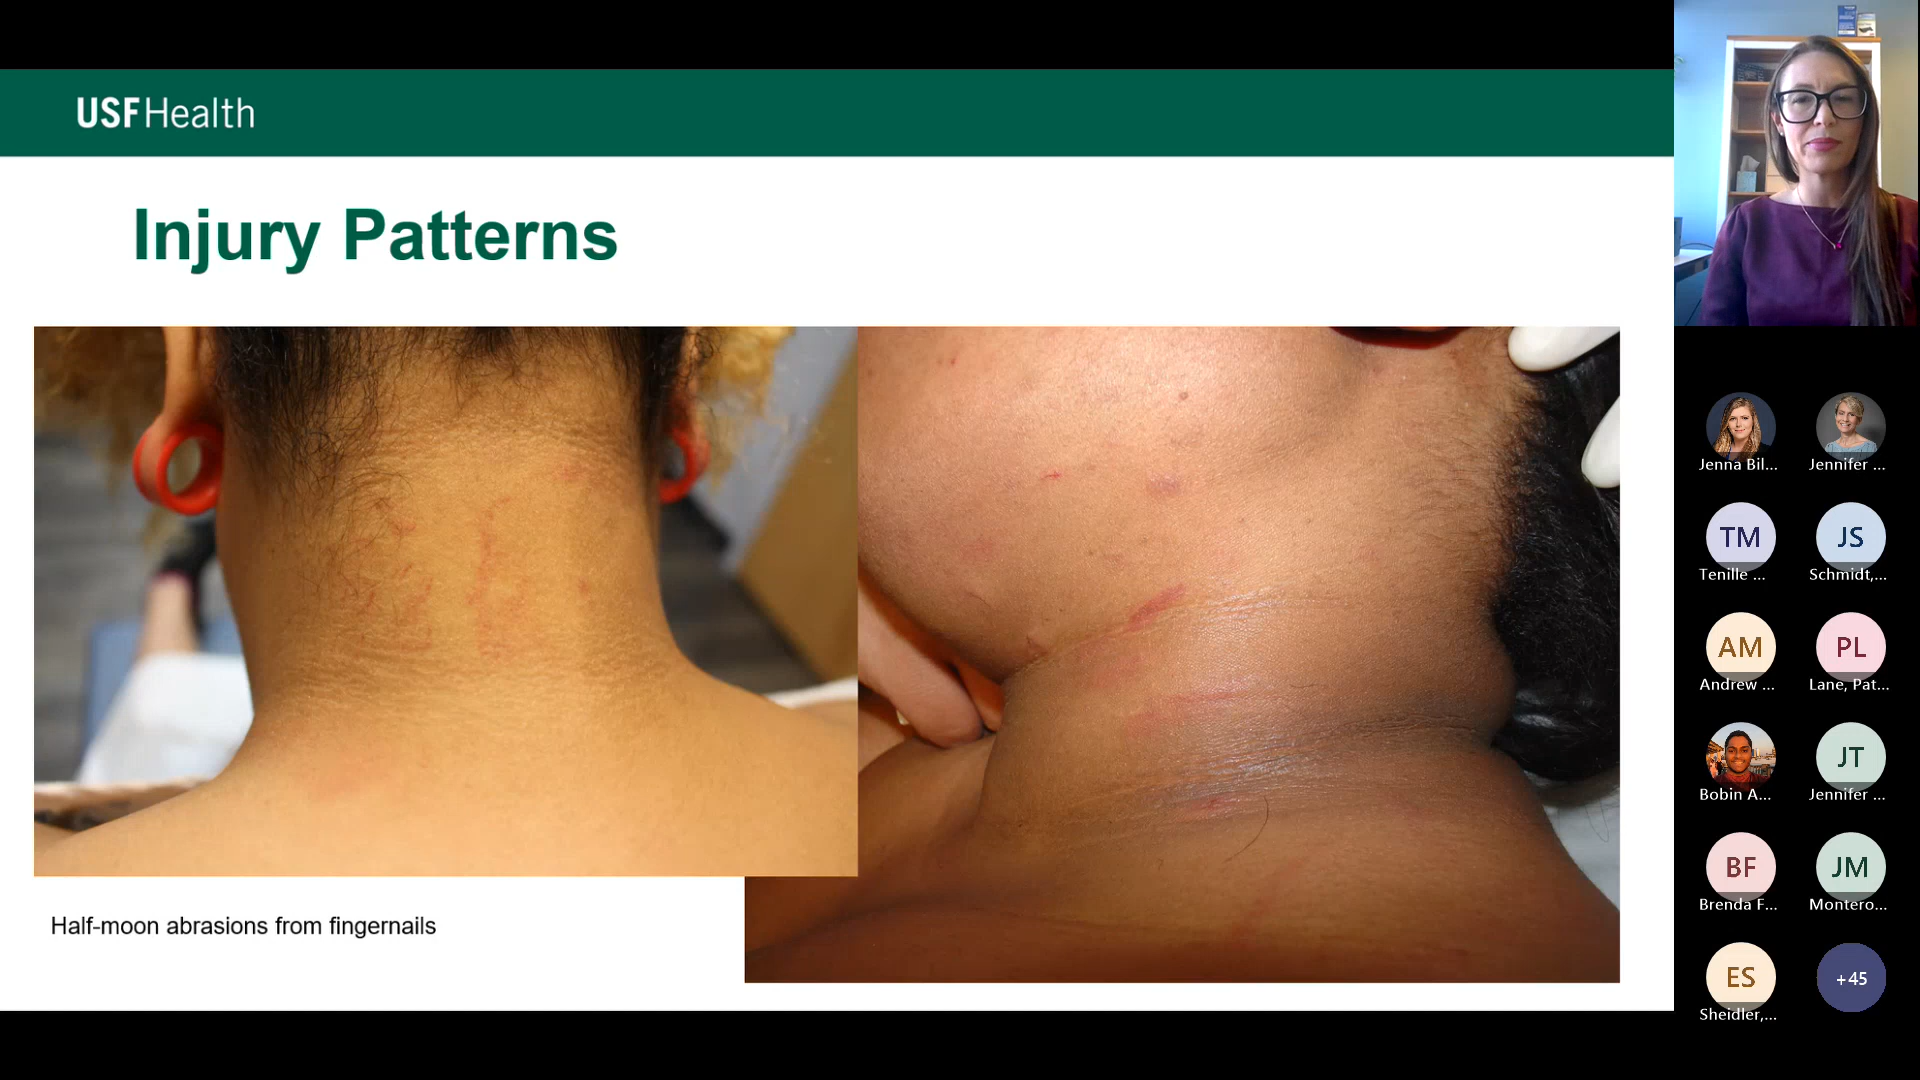 USF Health
Injury Patterns
Half-moon abrasions from fingernails
Jenna Bil...
Jennifer ...
TM
Tenille ...
JS
Schmidt,...
AM
Andrew ...
PL
Lane, Pat...
Bobin A...
JT
Jennifer ...
BF
Brenda F...
JM
Montero...
ES
Sheidler,...
+45